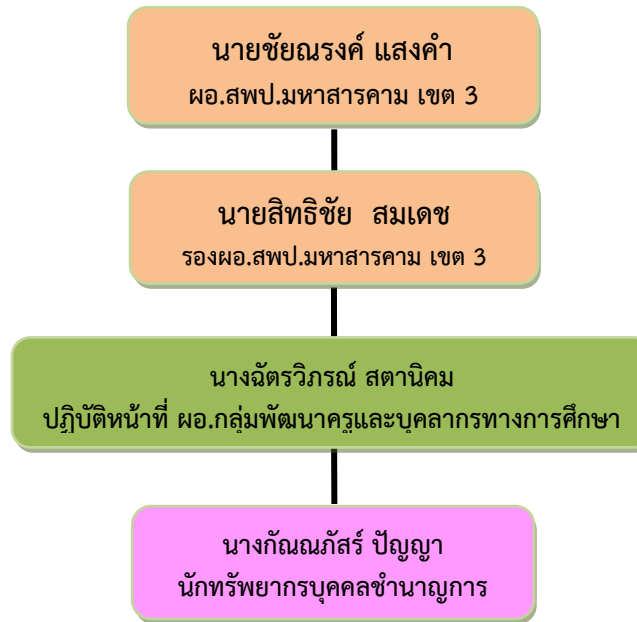 นายชัยณรงค์ แสงคำ
ผอ.สพป.มหาสารคาม เขต 3
นายสิทธิชัย สมเดช
รองผอ.สพป.มหาสารคาม เขต 3
นางฉัตรวิภรณ์ สตานิคม
ปฏิบัติหน้าที่ ผอ.กลุ่มพัฒนาครูและบุคลากรทางการศึกษา
นางกัณณภัสร์ ปัญญา
นักทรัพยากรบุคคลชำนาญการ